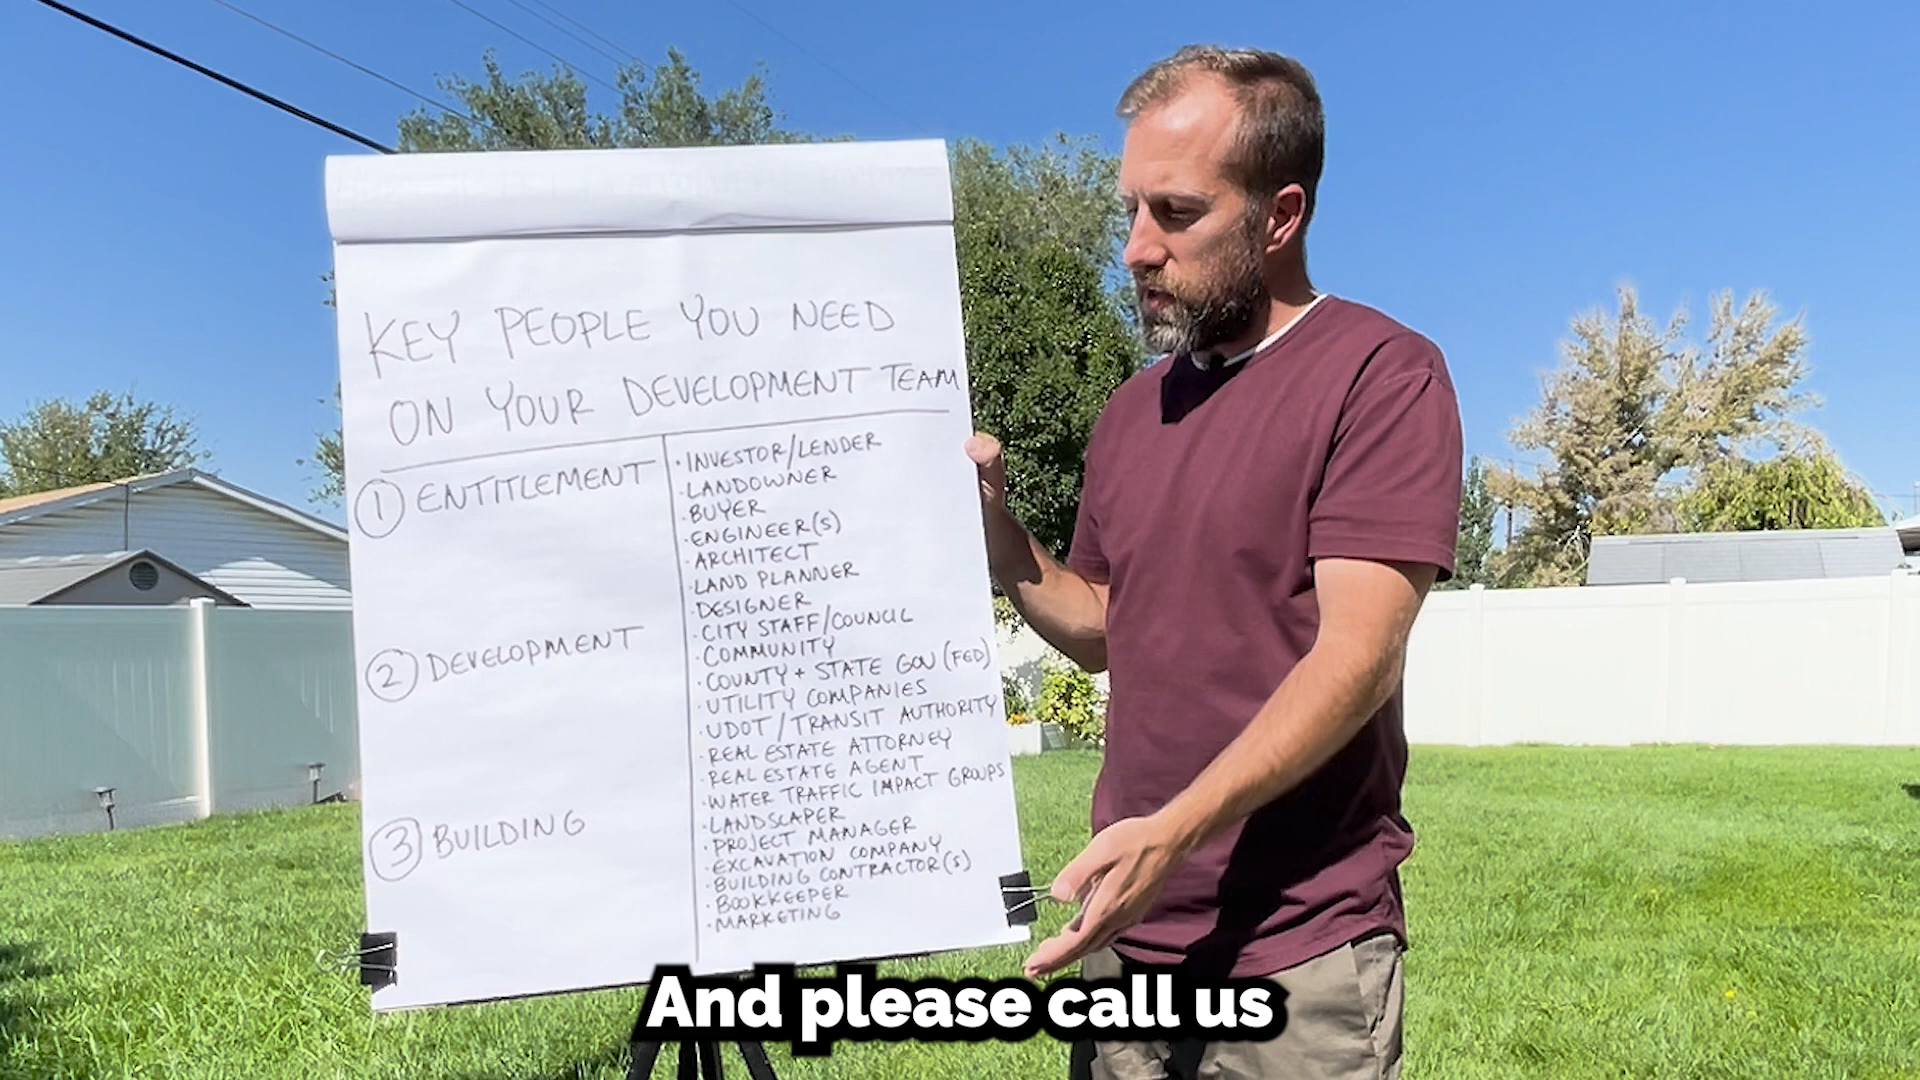 KEY PEOPLE YOU NEED
ON YOUR DEVELOPMENT TEAM
① ENTITLEMENT
② DEVELOPMENT
③ BUILDING
· INVESTOR/LENDER
· LANDOWNER
· BUYER
· ENGINEER(S)
· ARCHITECT
· LAND PLANNER
· DESIGNER
· CITY STAFF/COUNCIL
· COMMUNITY
· COUNTY + STATE GOV (FED)
· UTILITY COMPANIES
· UDOT / TRANSIT AUTHORITY
· REAL ESTATE ATTORNEY
· REAL ESTATE AGENT
· WATER TRAFFIC IMPACT GROUPS
· LANDSCAPER
· PROJECT MANAGER
· EXCAVATION COMPANY
· BUILDING CONTRACTOR(S)
· BOOKKEEPER
· MARKETING
And please call us